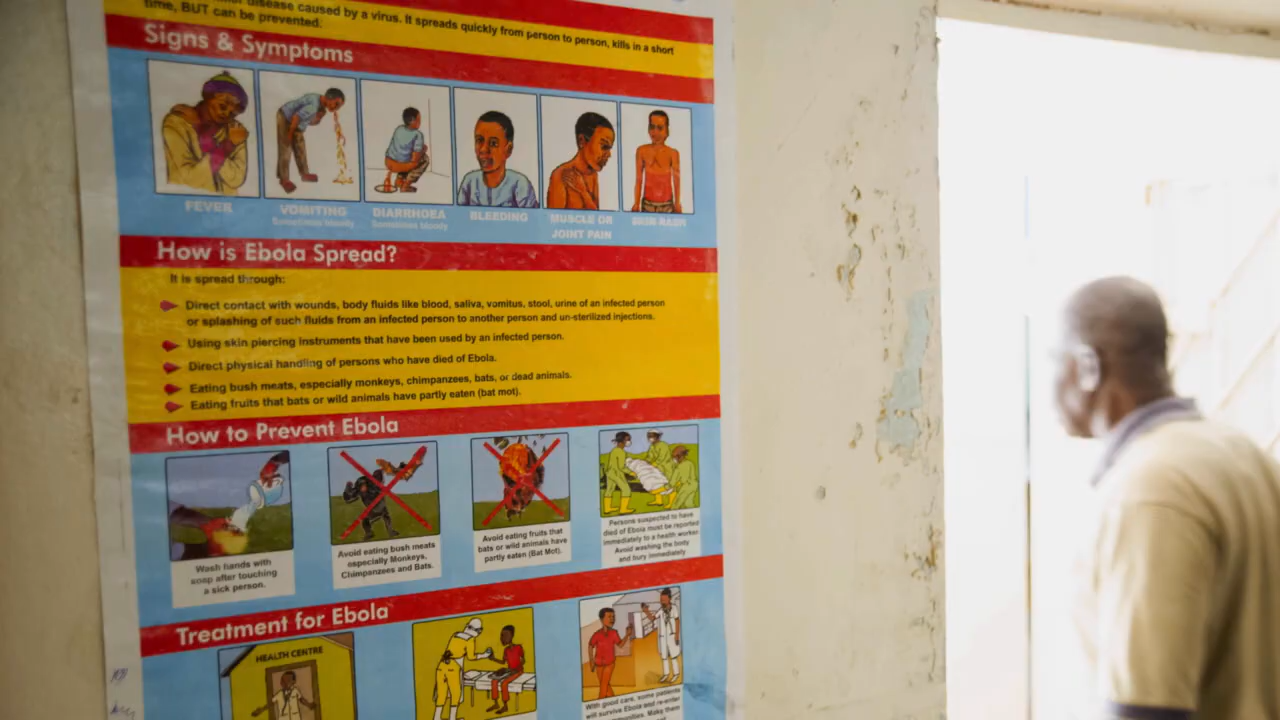 disease caused by a virus. It spreads quickly from person to person, kills in a short
time, BUT can be prevented.
Signs & Symptoms
FEVER
VOMITING
Sometimes bloody
DIARRHOEA
Sometimes bloody
BLEEDING
MUSCLE OR
JOINT PAIN
SKIN RASH
How is Ebola Spread?
It is spread through:
Direct contact with wounds, body fluids like blood, saliva, vomitus, stool, urine of an infected person
or splashing of such fluids from an infected person to another person and un-sterilized injections.
Using skin piercing instruments that have been used by an infected person.
Direct physical handling of persons who have died of Ebola.
Eating bush meats, especially monkeys, chimpanzees, bats, or dead animals.
Eating fruits that bats or wild animals have partly eaten (bat mot).
How to Prevent Ebola
Wash hands with
soap after touching
a sick person.
Avoid eating bush meats
especially Monkeys,
Chimpanzees and Bats.
Avoid eating fruits that
bats or wild animals have
partly eaten (Bat Mot).
Persons suspected to have
died of Ebola must be reported
immediately to a health worker
Avoid washing the body
and bury immediately
Treatment for Ebola
HEALTH CENTRE
With good care, some patients
will survive Ebola and re-enter
Make them